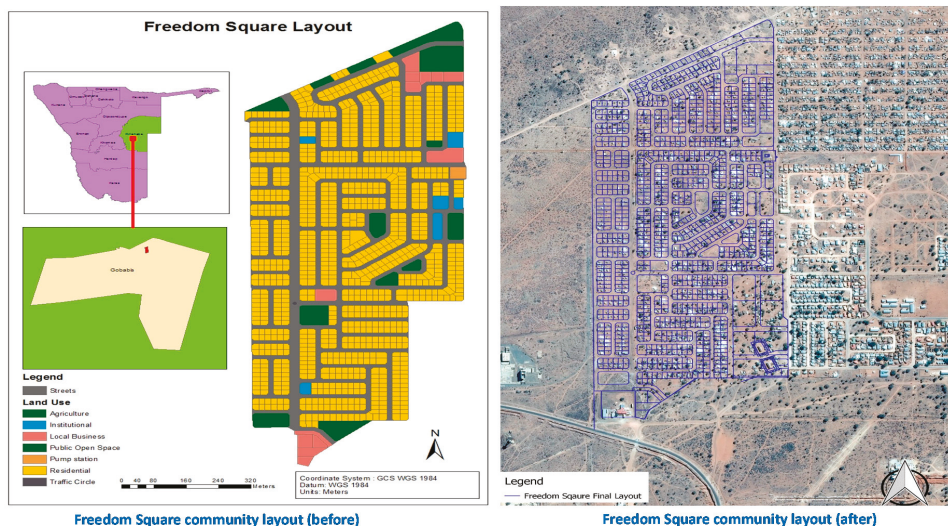 Freedom Square Layout
Gobabis
Legend
Streets
Land Use
Agriculture
Institutional
Local Business
Public Open Space
Pump station
Residential
Traffic Circle
0 40 80 160 240 320
Meters
N
Coordinate System : GCS WGS 1984
Datum: WGS 1984
Units: Meters
Legend
Freedom Sqaure Final Layout
Freedom Square community layout (before)
Freedom Square community layout (after)